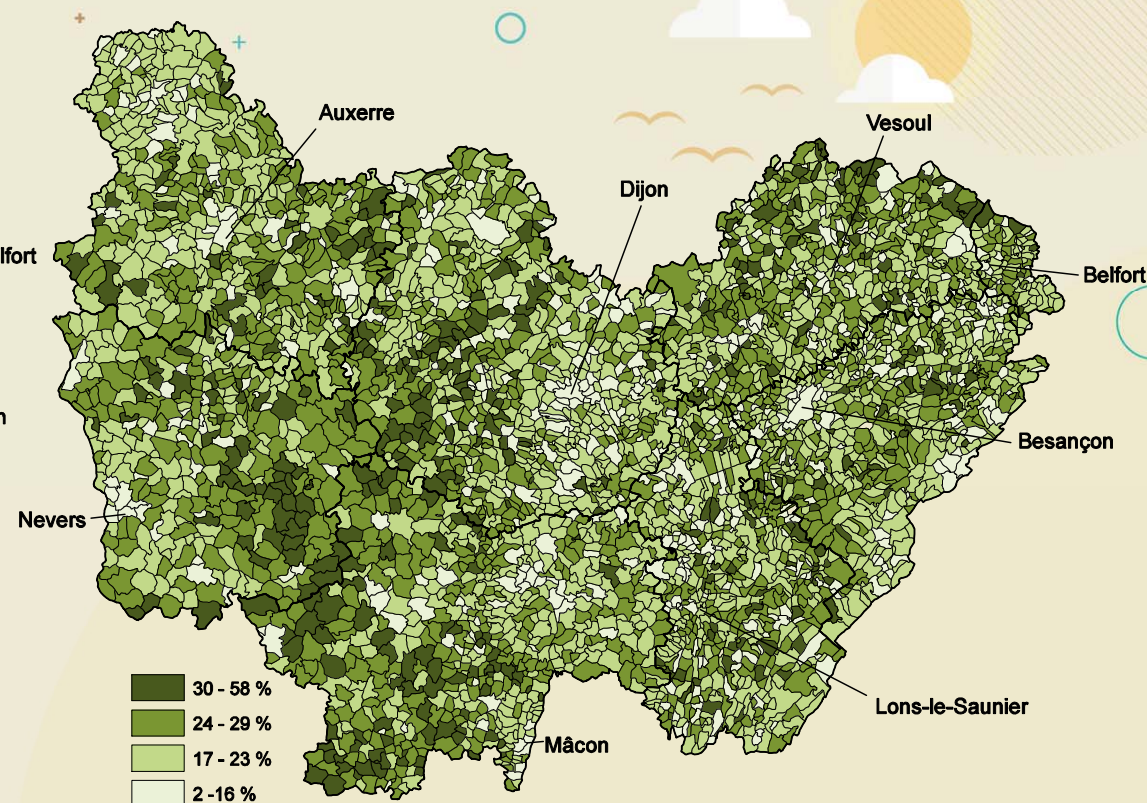 Auxerre
Vesoul
Dijon
lfort
Belfort
n
Besançon
Nevers
30 - 58 %
24 - 29 %
17 - 23 %
2 -16 %
Lons-le-Saunier
Mâcon